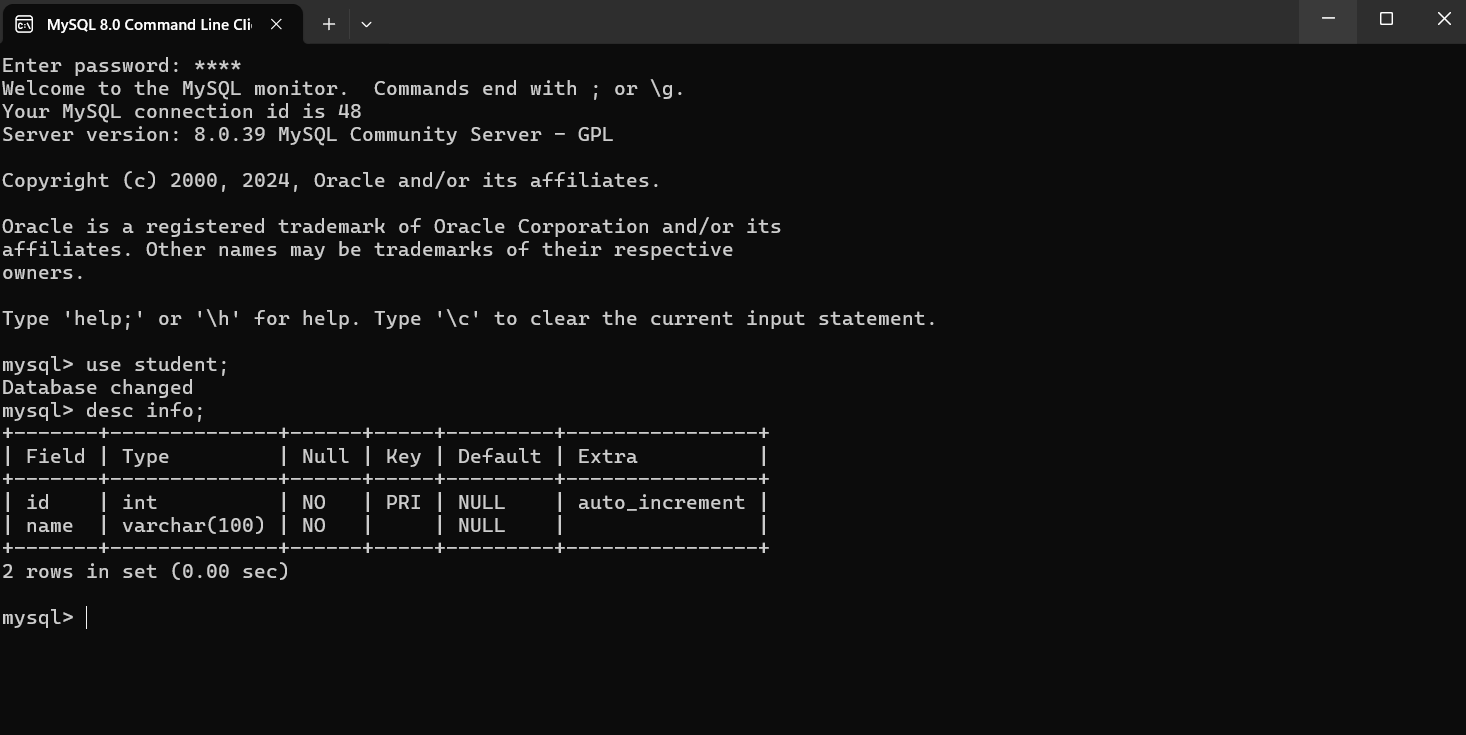 MySQL 8.0 Command Line Cli
Enter password: ****
Welcome to the MySQL monitor.  Commands end with ; or \g.
Your MySQL connection id is 48
Server version: 8.0.39 MySQL Community Server - GPL
Copyright (c) 2000, 2024, Oracle and/or its affiliates.
Oracle is a registered trademark of Oracle Corporation and/or its
affiliates. Other names may be trademarks of their respective
owners.
Type 'help;' or '\h' for help. Type '\c' to clear the current input statement.
mysql> use student;
Database changed
mysql> desc info;
+-------+--------------+------+-----+---------+----------------+
| Field | Type         | Null | Key | Default | Extra          |
+-------+--------------+------+-----+---------+----------------+
| id    | int          | NO   | PRI | NULL    | auto_increment |
| name  | varchar(100) | NO   |     | NULL    |                |
+-------+--------------+------+-----+---------+----------------+
2 rows in set (0.00 sec)
mysql>